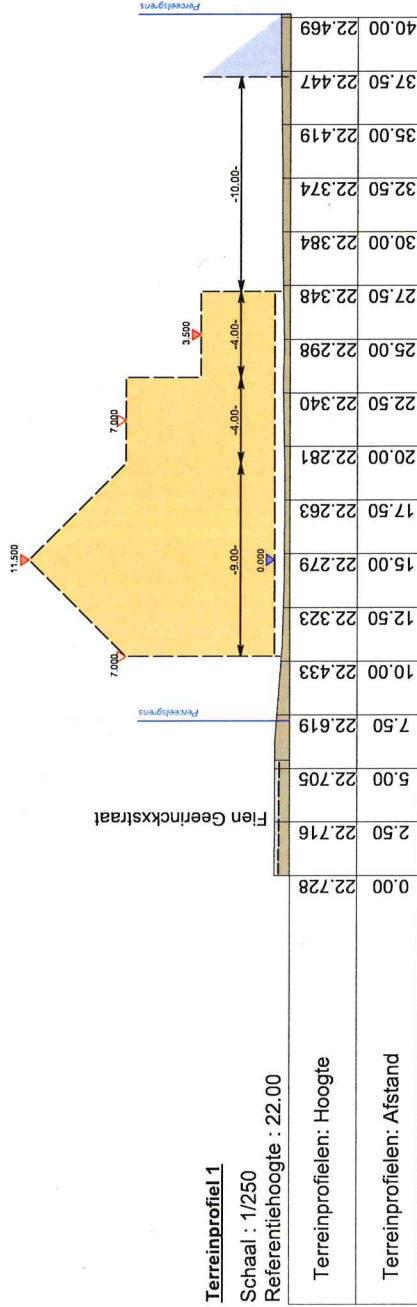 Perceelsgrens
Perceelsgrens
11.500
7.000
7.000
3.500
0.000
-9.00-
-4.00-
-4.00-
-10.00-
Fien Geerinckxstraat
Terreinprofiel 1
Schaal : 1/250
Referentiehoogte : 22.00
Terreinprofielen: Hoogte
22.728 22.716 22.705 22.619 22.433 22.323 22.279 22.263 22.281 22.340 22.298 22.348 22.384 22.374 22.419 22.447 22.469
Terreinprofielen: Afstand
0.00 2.50 5.00 7.50 10.00 12.50 15.00 17.50 20.00 22.50 25.00 27.50 30.00 32.50 35.00 37.50 40.00